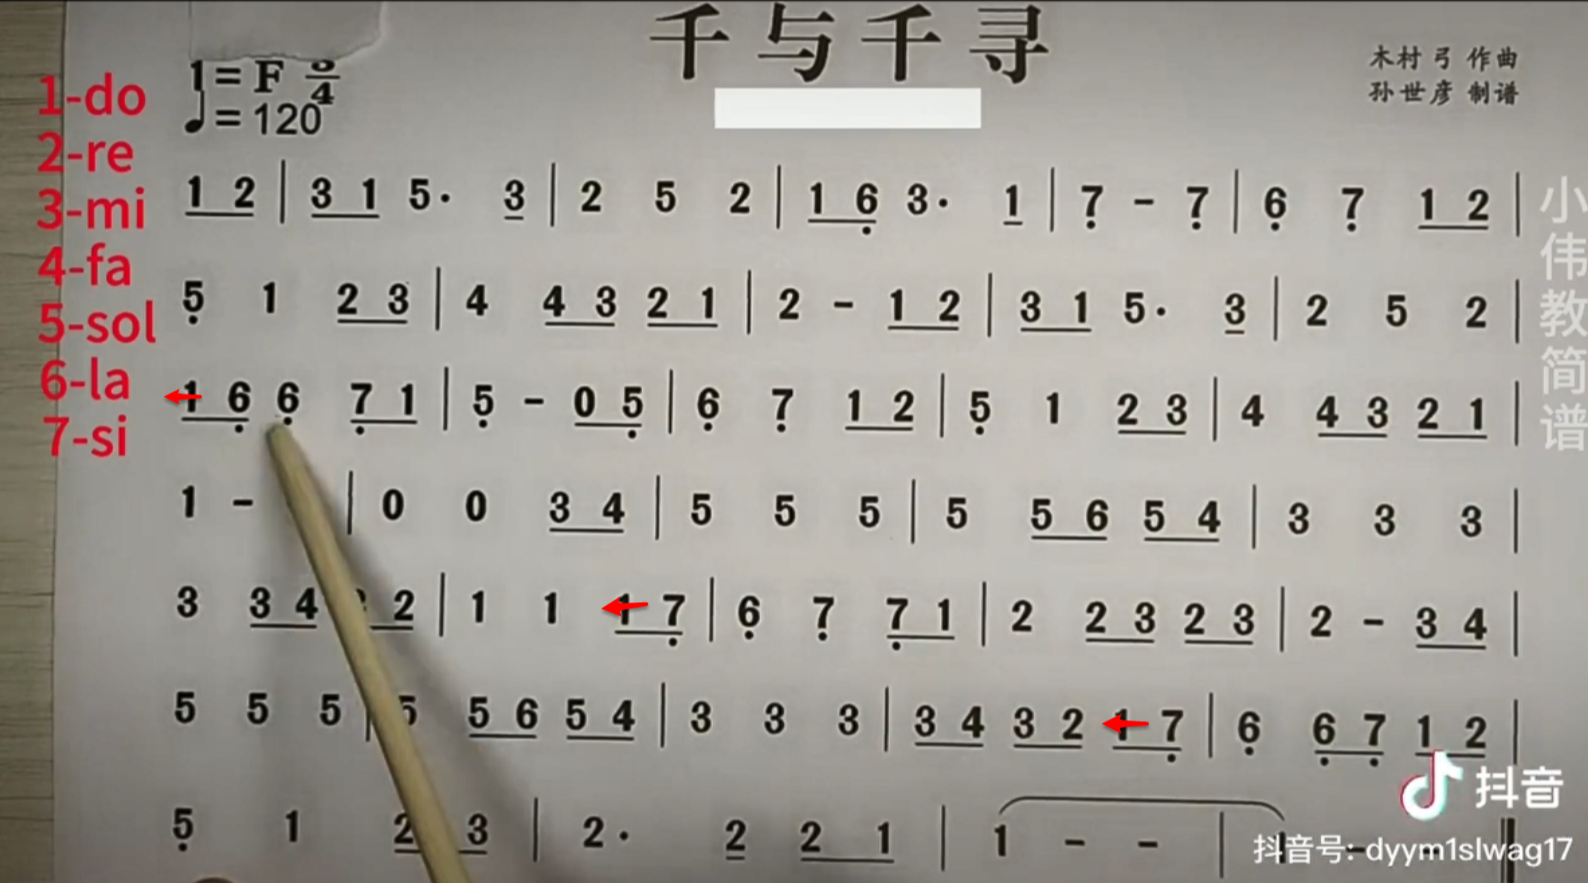 千与千寻
木村弓 作曲
孙世彦 制谱
1= F 3/4
♩= 120
1-do
2-re
3-mi
4-fa
5-sol
6-la
7-si
1 2 | 3 1 5· 3 | 2 5 2 | 1 6̣ 3· 1 | 7̣ - 7̣ | 6̣ 7̣ 1 2 |
5̣ 1 2 3 | 4 4 3 2 1 | 2 - 1 2 | 3 1 5· 3 | 2 5 2 |
1 6̣ 6̣ 7̣ 1 | 5̣ - 0 5̣ | 6̣ 7̣ 1 2 | 5̣ 1 2 3 | 4 4 3 2 1 |
1 - | 0 0 3 4 | 5 5 5 | 5 5 6 5 4 | 3 3 3 |
3 3 4 2 | 1 1 1 7̣ | 6̣ 7̣ 7̣ 1 | 2 2 3 2 3 | 2 - 3 4 |
5 5 5 | 5 5 6 5 4 | 3 3 3 | 3 4 3 2 1 7̣ | 6̣ 6̣ 7̣ 1 2 |
5̣ 1 2 3 | 2· 2 2 1 | 1 - - |
小伟教简谱
抖音
抖音号: dyym1slwag17